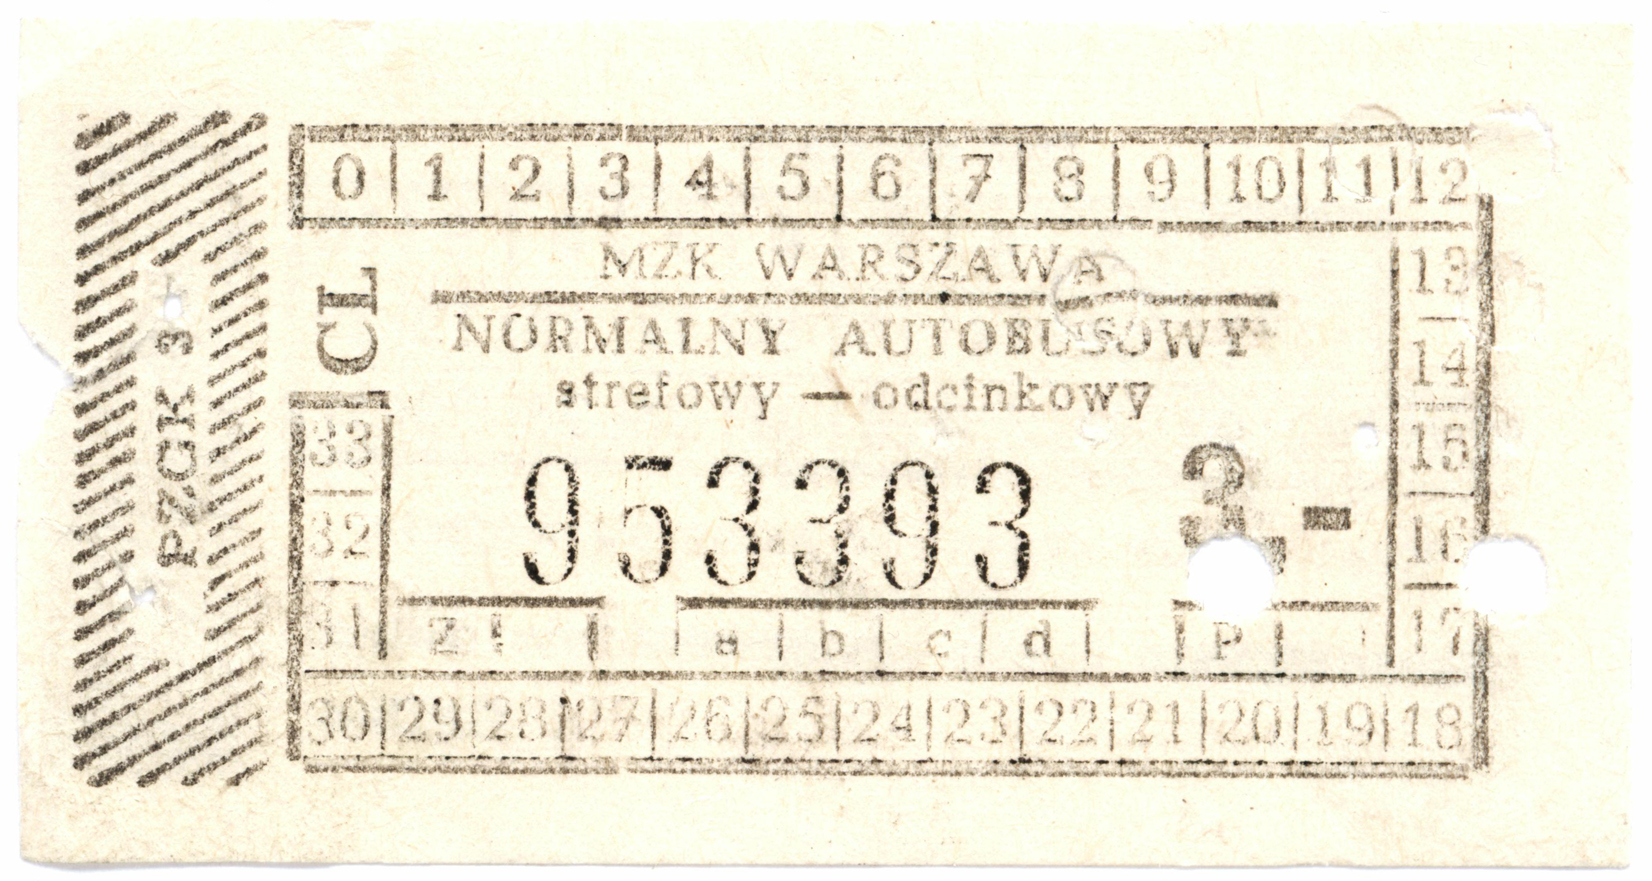 0 1 2 3 4 5 6 7 8 9 10 11 12
MZK WARSZAWA
NORMALNY AUTOBUSOWY
strefowy — odcinkowy
953393 3,-
Z a b c d P
13
14
15
16
17
30 29 28 27 26 25 24 23 22 21 20 19 18
CL
33
32
31
PZGK 3